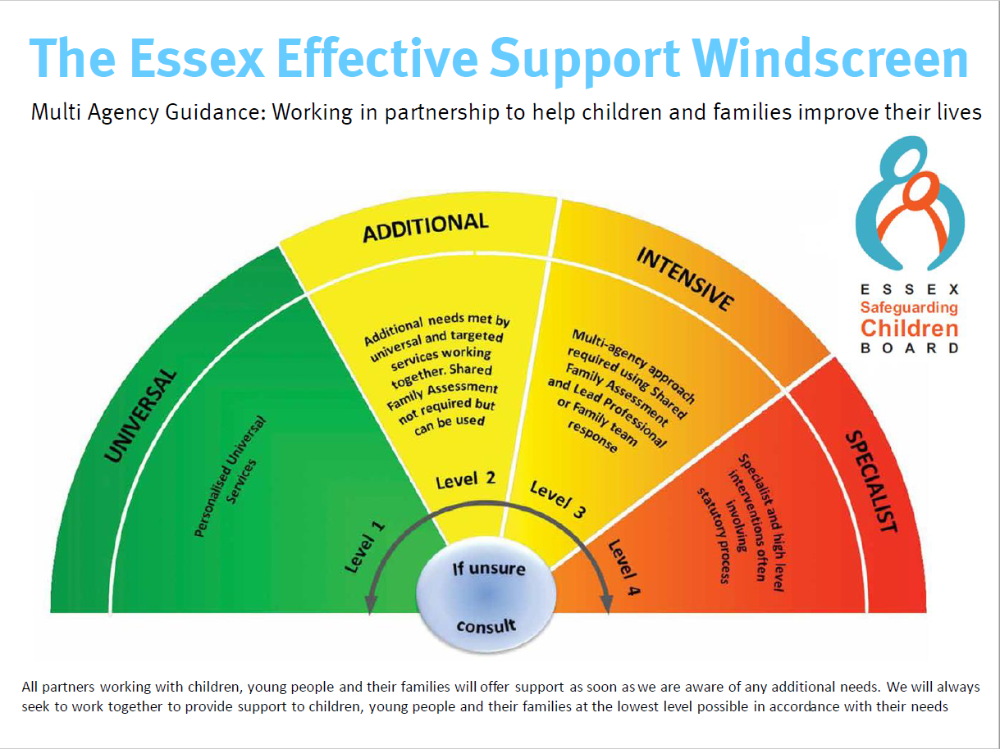 The Essex Effective Support Windscreen
Multi Agency Guidance: Working in partnership to help children and families improve their lives
ESSEX
Safeguarding
Children
BOARD
UNIVERSAL
Personalised Universal
Services
Level 1
ADDITIONAL
Additional needs met by
universal and targeted
services working
together. Shared
Family Assessment
not required but
can be used
Level 2
INTENSIVE
Multi-agency approach
required using Shared
Family Assessment
and Lead Professional
or Family team
response
Level 3
SPECIALIST
Specialist and high level
interventions often
involving
statutory process
Level 4
If unsure
consult
All partners working with children, young people and their families will offer support as soon as we are aware of any additional needs. We will always
seek to work together to provide support to children, young people and their families at the lowest level possible in accordance with their needs